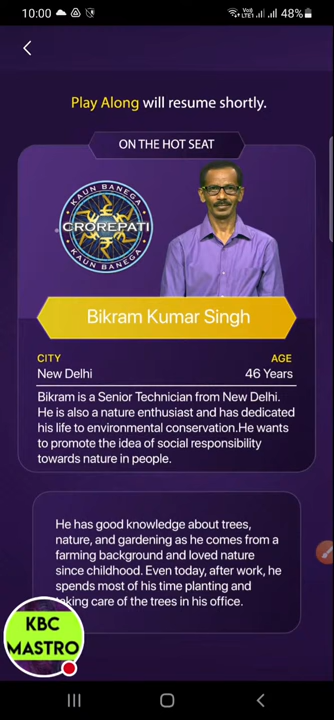 10:00
Vo))
LTE1
48%
Play Along will resume shortly.
ON THE HOT SEAT
KAUN BANEGA
CROREPATI
KAUN BANEGA
Bikram Kumar Singh
CITY
AGE
New Delhi
46 Years
Bikram is a Senior Technician from New Delhi.
He is also a nature enthusiast and has dedicated
his life to environmental conservation.He wants
to promote the idea of social responsibility
towards nature in people.
He has good knowledge about trees,
nature, and gardening as he comes from a
farming background and loved nature
since childhood. Even today, after work, he
spends most of his time planting and
taking care of the trees in his office.
KBC
MASTRO